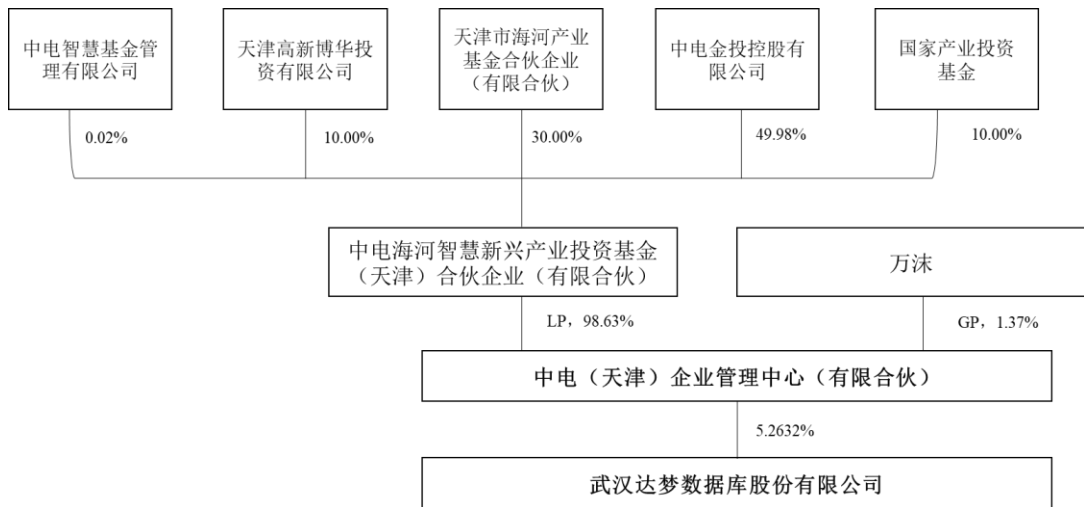 中电智慧基金管
理有限公司
天津高新博华投
资有限公司
天津市海河产业
基金合伙企业
（有限合伙）
中电金投控股有
限公司
国家产业投资
基金
0.02%
10.00%
30.00%
49.98%
10.00%
中电海河智慧新兴产业投资基金
（天津）合伙企业（有限合伙）
万沫
LP，98.63%
GP，1.37%
中电（天津）企业管理中心（有限合伙）
5.2632%
武汉达梦数据库股份有限公司